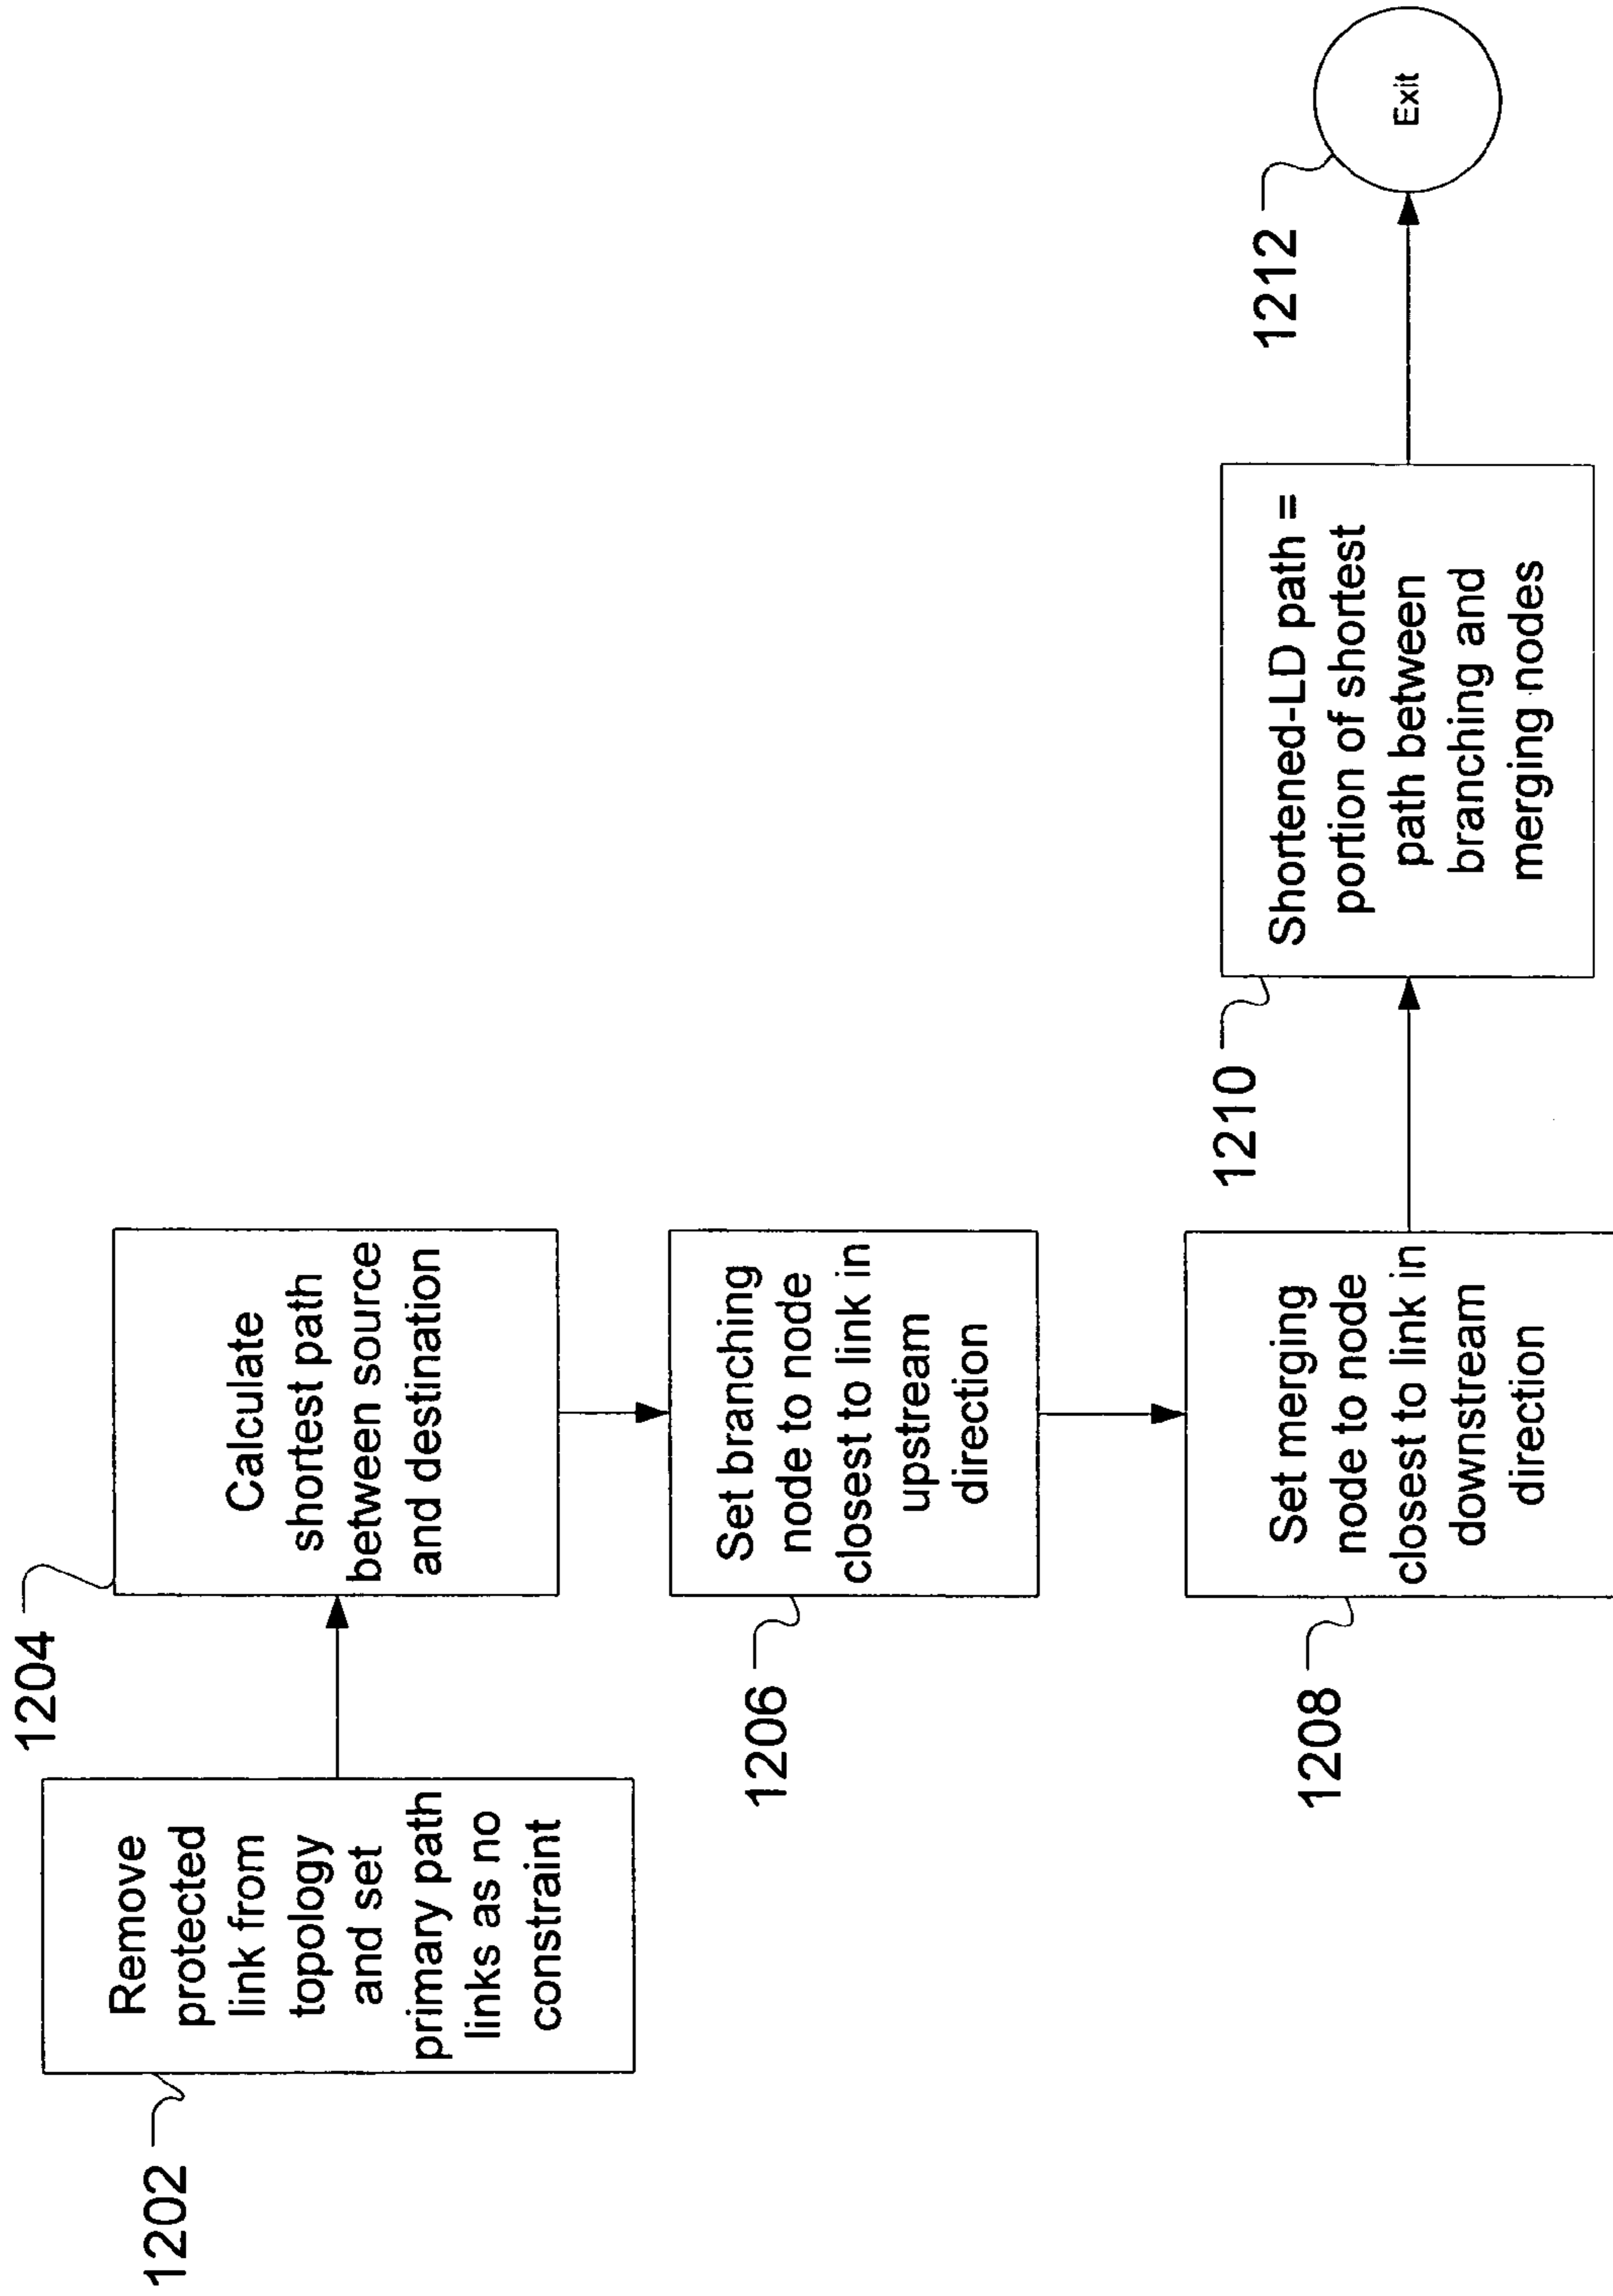 1202
Remove
protected
link from
topology
and set
primary path
links as no
constraint
1204
Calculate
shortest path
between source
and destination
1206
Set branching
node to node
closest to link in
upstream
direction
1208
Set merging
node to node
closest to link in
downstream
direction
1210
Shortened-LD path =
portion of shortest
path between
branching and
merging nodes
1212
Exit